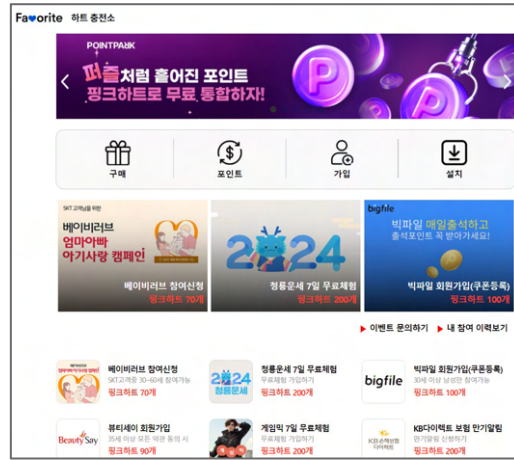 Favorite 하트 충전소
POINTPARK
퍼즐처럼 흩어진 포인트
핑크하트로 무료 통합하자!
구매
포인트
가입
설치
SKT 고객님을 위한
베이비러브
엄마아빠
아기사랑 캠페인
베이비러브 참여신청
핑크하트 70개
2024
청룡운세 7일 무료체험
핑크하트 200개
bigfile
빅파일 매일출석하고
출석포인트 꼭 받아가세요!
빅파일 회원가입(쿠폰등록)
핑크하트 100개
▶ 이벤트 문의하기 ▶ 내 참여 이력보기
베이비러브 참여신청
SKT고객중 30~60세 참여가능
핑크하트 70개
2024
청룡운세
청룡운세 7일 무료체험
무료체험 가입하기
핑크하트 200개
bigfile
빅파일 회원가입(쿠폰등록)
30세 이상 남성만 참여가능
핑크하트 100개
Beauty Say
뷰티세이 회원가입
35세 이상 모든 약관 동의 시
핑크하트 90개
게임믹 7일 무료체험
무료체험 가입하기
핑크하트 200개
KB손해보험
다이렉트
KB다이렉트 보험 만기알림
만기알림 신청하기
핑크하트 200개